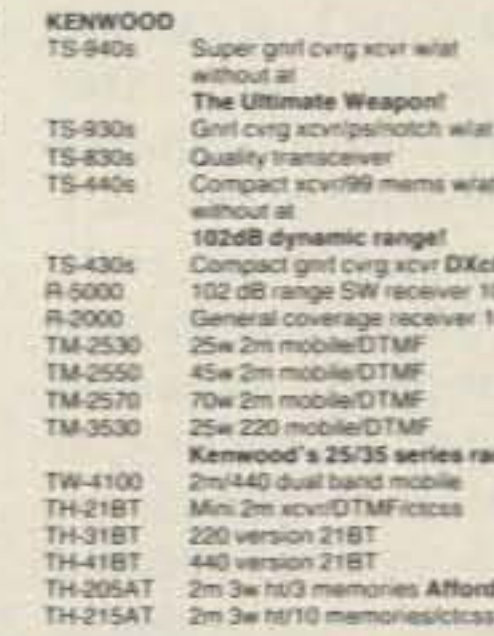 KENWOOD
TS-940s Super gnrl cvrg xcvr w/at
without at
The Ultimate Weapon!
TS-930s Gnrl cvrg xcvr/ps/notch w/at
TS-830s Quality transceiver
TS-440s Compact xcvr/99 mems w/at
without at
102dB dynamic range!
TS-430s Compact gnrl cvrg xcvr
R-5000 102 dB range SW receiver
R-2000 General coverage receiver
TM-2530 25w 2m mobile/DTMF
TM-2550 45w 2m mobile/DTMF
TM-2570 70w 2m mobile/DTMF
TM-3530 25w 220 mobile/DTMF
Kenwood's 25/35 series
TW-4100 2m/440 dual band mobile
TH-21BT Mini 2m xcvr/DTMF/ctcss
TH-31BT 220 version 21BT
TH-41BT 440 version 21BT
TH-205AT 2m 3w ht/3 memories
TH-215AT 2m 3w ht/10 memories/ctcss